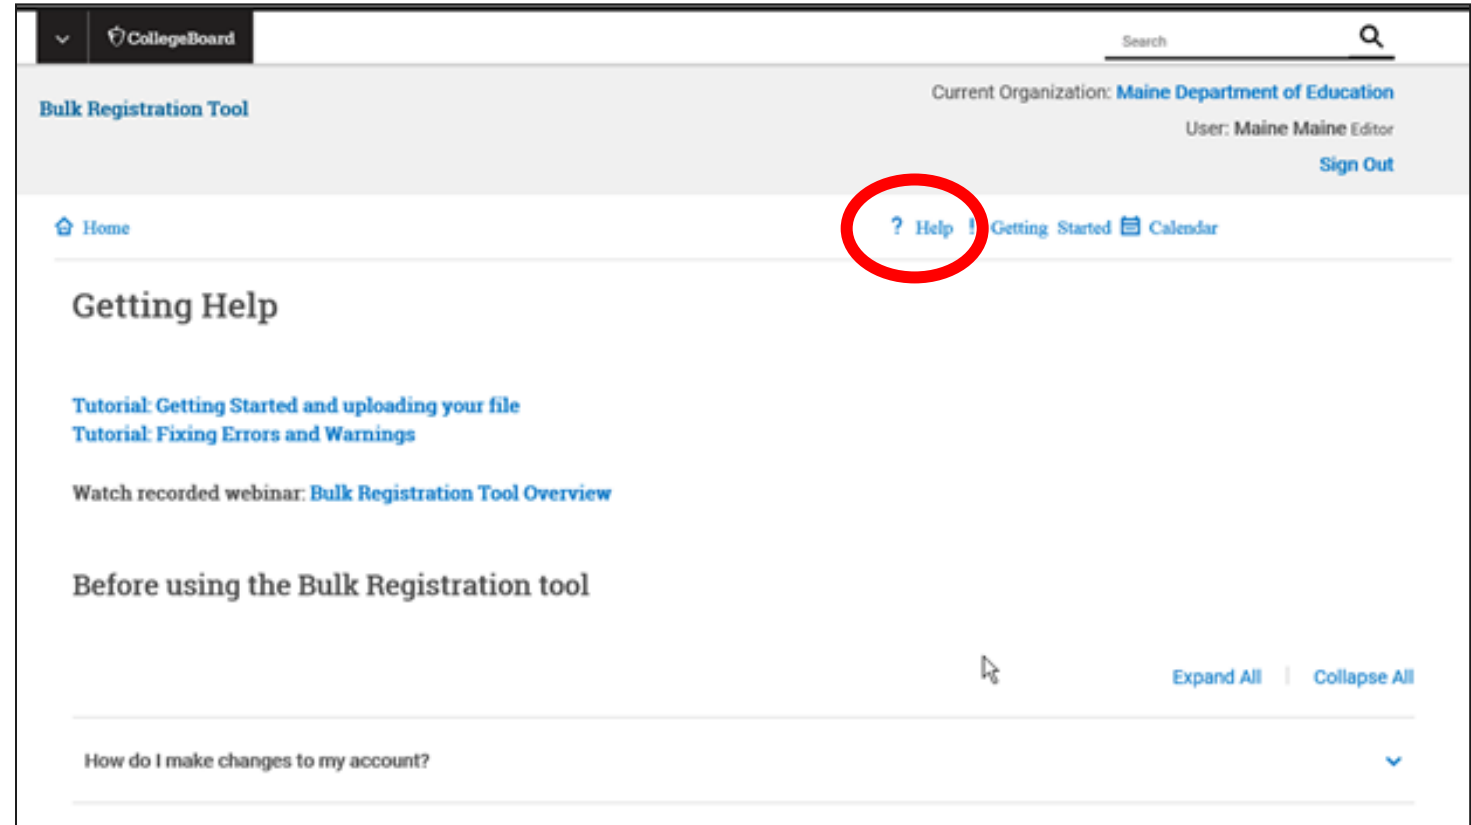 CollegeBoard
Search
Bulk Registration Tool
Current Organization: Maine Department of Education
User: Maine Maine Editor
Sign Out
Home
? Help ! Getting Started Calendar
Getting Help
Tutorial: Getting Started and uploading your file
Tutorial: Fixing Errors and Warnings
Watch recorded webinar: Bulk Registration Tool Overview
Before using the Bulk Registration tool
Expand All | Collapse All
How do I make changes to my account?